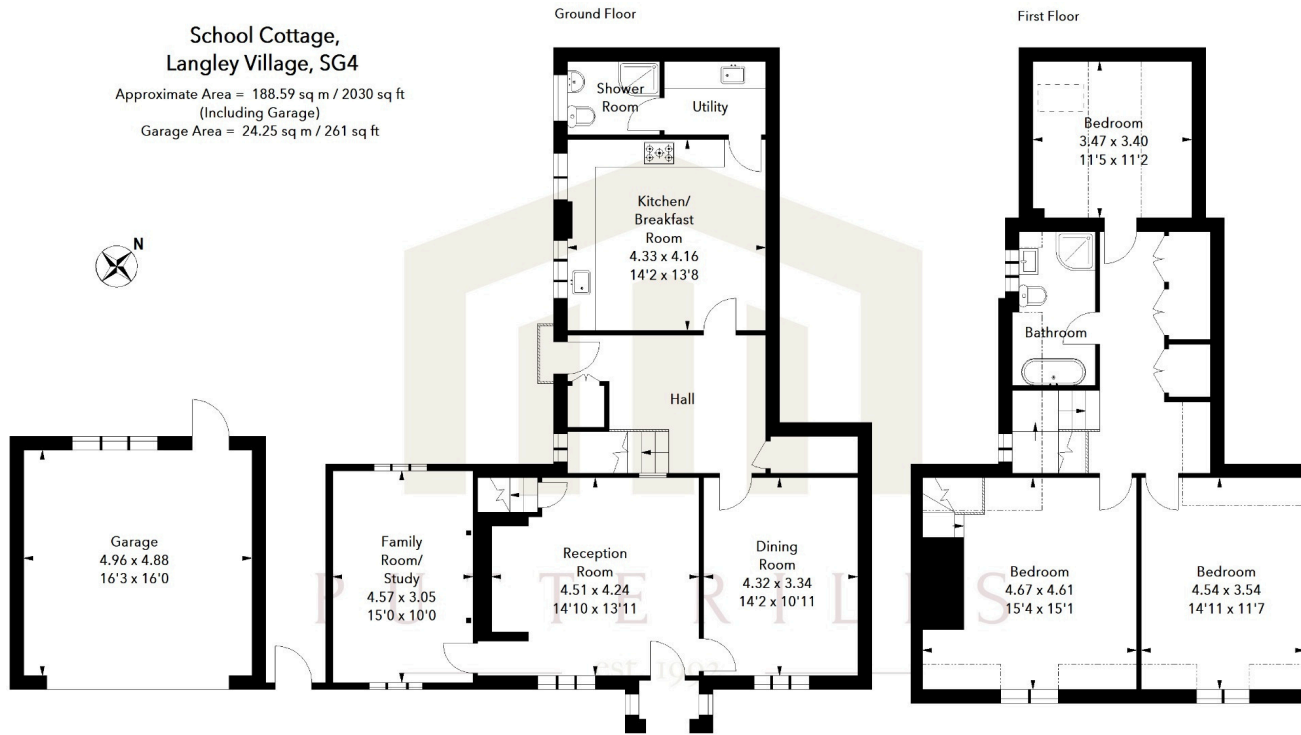 School Cottage,
Langley Village, SG4
Approximate Area = 188.59 sq m / 2030 sq ft
(Including Garage)
Garage Area = 24.25 sq m / 261 sq ft
N
Ground Floor
Shower
Room
Utility
Kitchen/
Breakfast
Room
4.33 x 4.16
14'2 x 13'8
Hall
Garage
4.96 x 4.88
16'3 x 16'0
Family
Room/
Study
4.57 x 3.05
15'0 x 10'0
Reception
Room
4.51 x 4.24
14'10 x 13'11
Dining
Room
4.32 x 3.34
14'2 x 10'11
First Floor
Bedroom
3.47 x 3.40
11'5 x 11'2
Bathroom
Bedroom
4.67 x 4.61
15'4 x 15'1
Bedroom
4.54 x 3.54
14'11 x 11'7
est. 1992